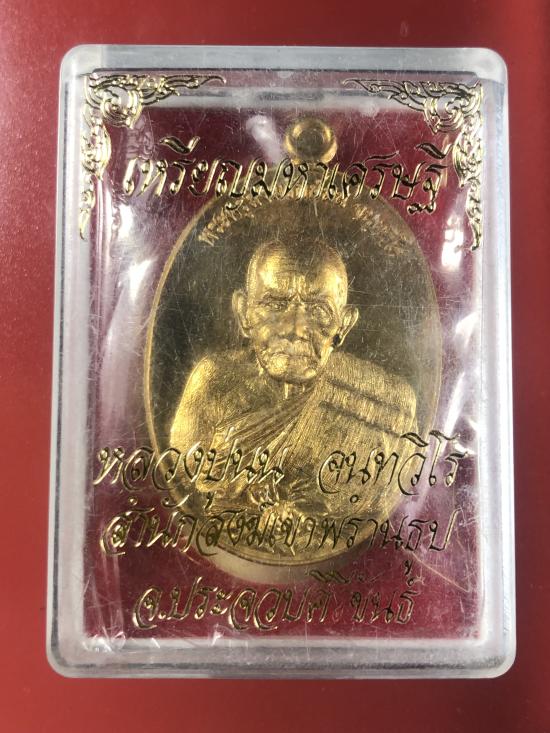 เหรียญมหาเศรษฐี
หลวงปู่นนู จนฺทวีโร
สำนักสงฆ์เขาพรานธูป
จ.ประจวบคีรีขันธ์